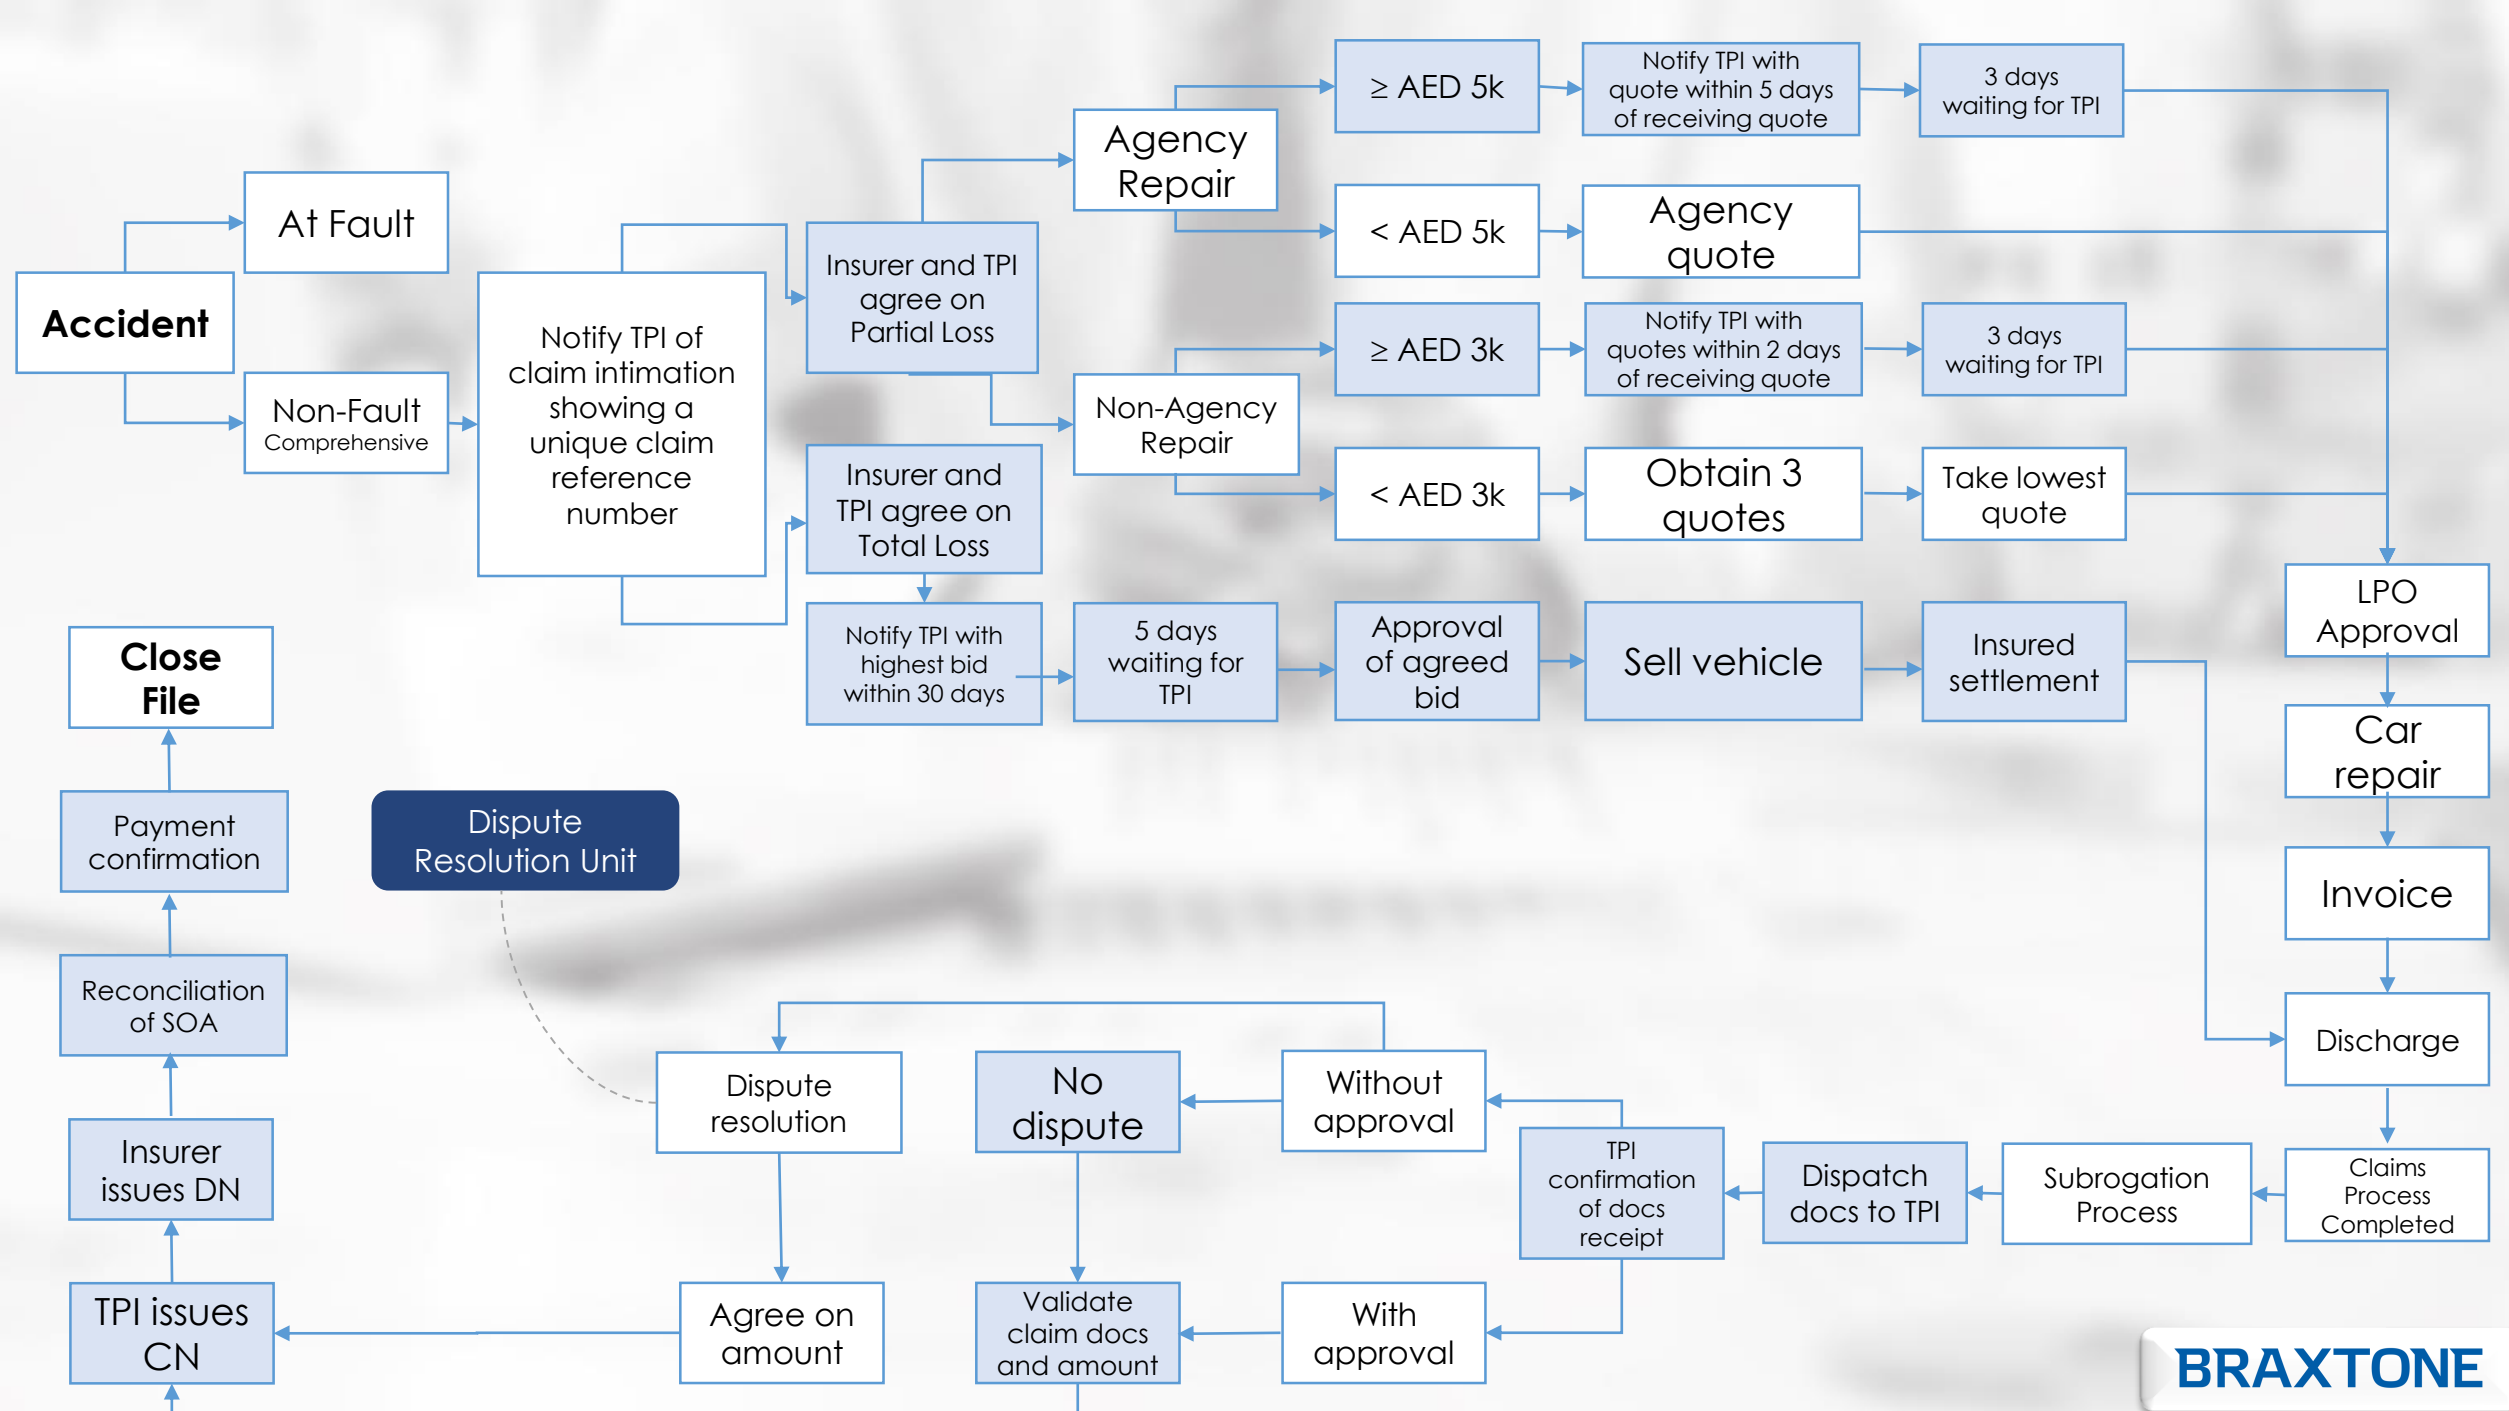 Accident
At Fault
Non-Fault
Comprehensive
Notify TPI of
claim intimation
showing a
unique claim
reference
number
Insurer and TPI
agree on
Partial Loss
Insurer and
TPI agree on
Total Loss
Agency
Repair
≥ AED 5k
Notify TPI with
quote within 5 days
of receiving quote
3 days
waiting for TPI
< AED 5k
Agency
quote
Non-Agency
Repair
≥ AED 3k
Notify TPI with
quotes within 2 days
of receiving quote
3 days
waiting for TPI
< AED 3k
Obtain 3
quotes
Take lowest
quote
Notify TPI with
highest bid
within 30 days
5 days
waiting for
TPI
Approval
of agreed
bid
Sell vehicle
Insured
settlement
LPO
Approval
Car
repair
Invoice
Discharge
Claims
Process
Completed
Subrogation
Process
Dispatch
docs to TPI
TPI
confirmation
of docs
receipt
Without
approval
With
approval
No
dispute
Validate
claim docs
and amount
Dispute
Resolution Unit
Dispute
resolution
Agree on
amount
TPI issues
CN
Insurer
issues DN
Reconciliation
of SOA
Payment
confirmation
Close
File
BRAXTONE